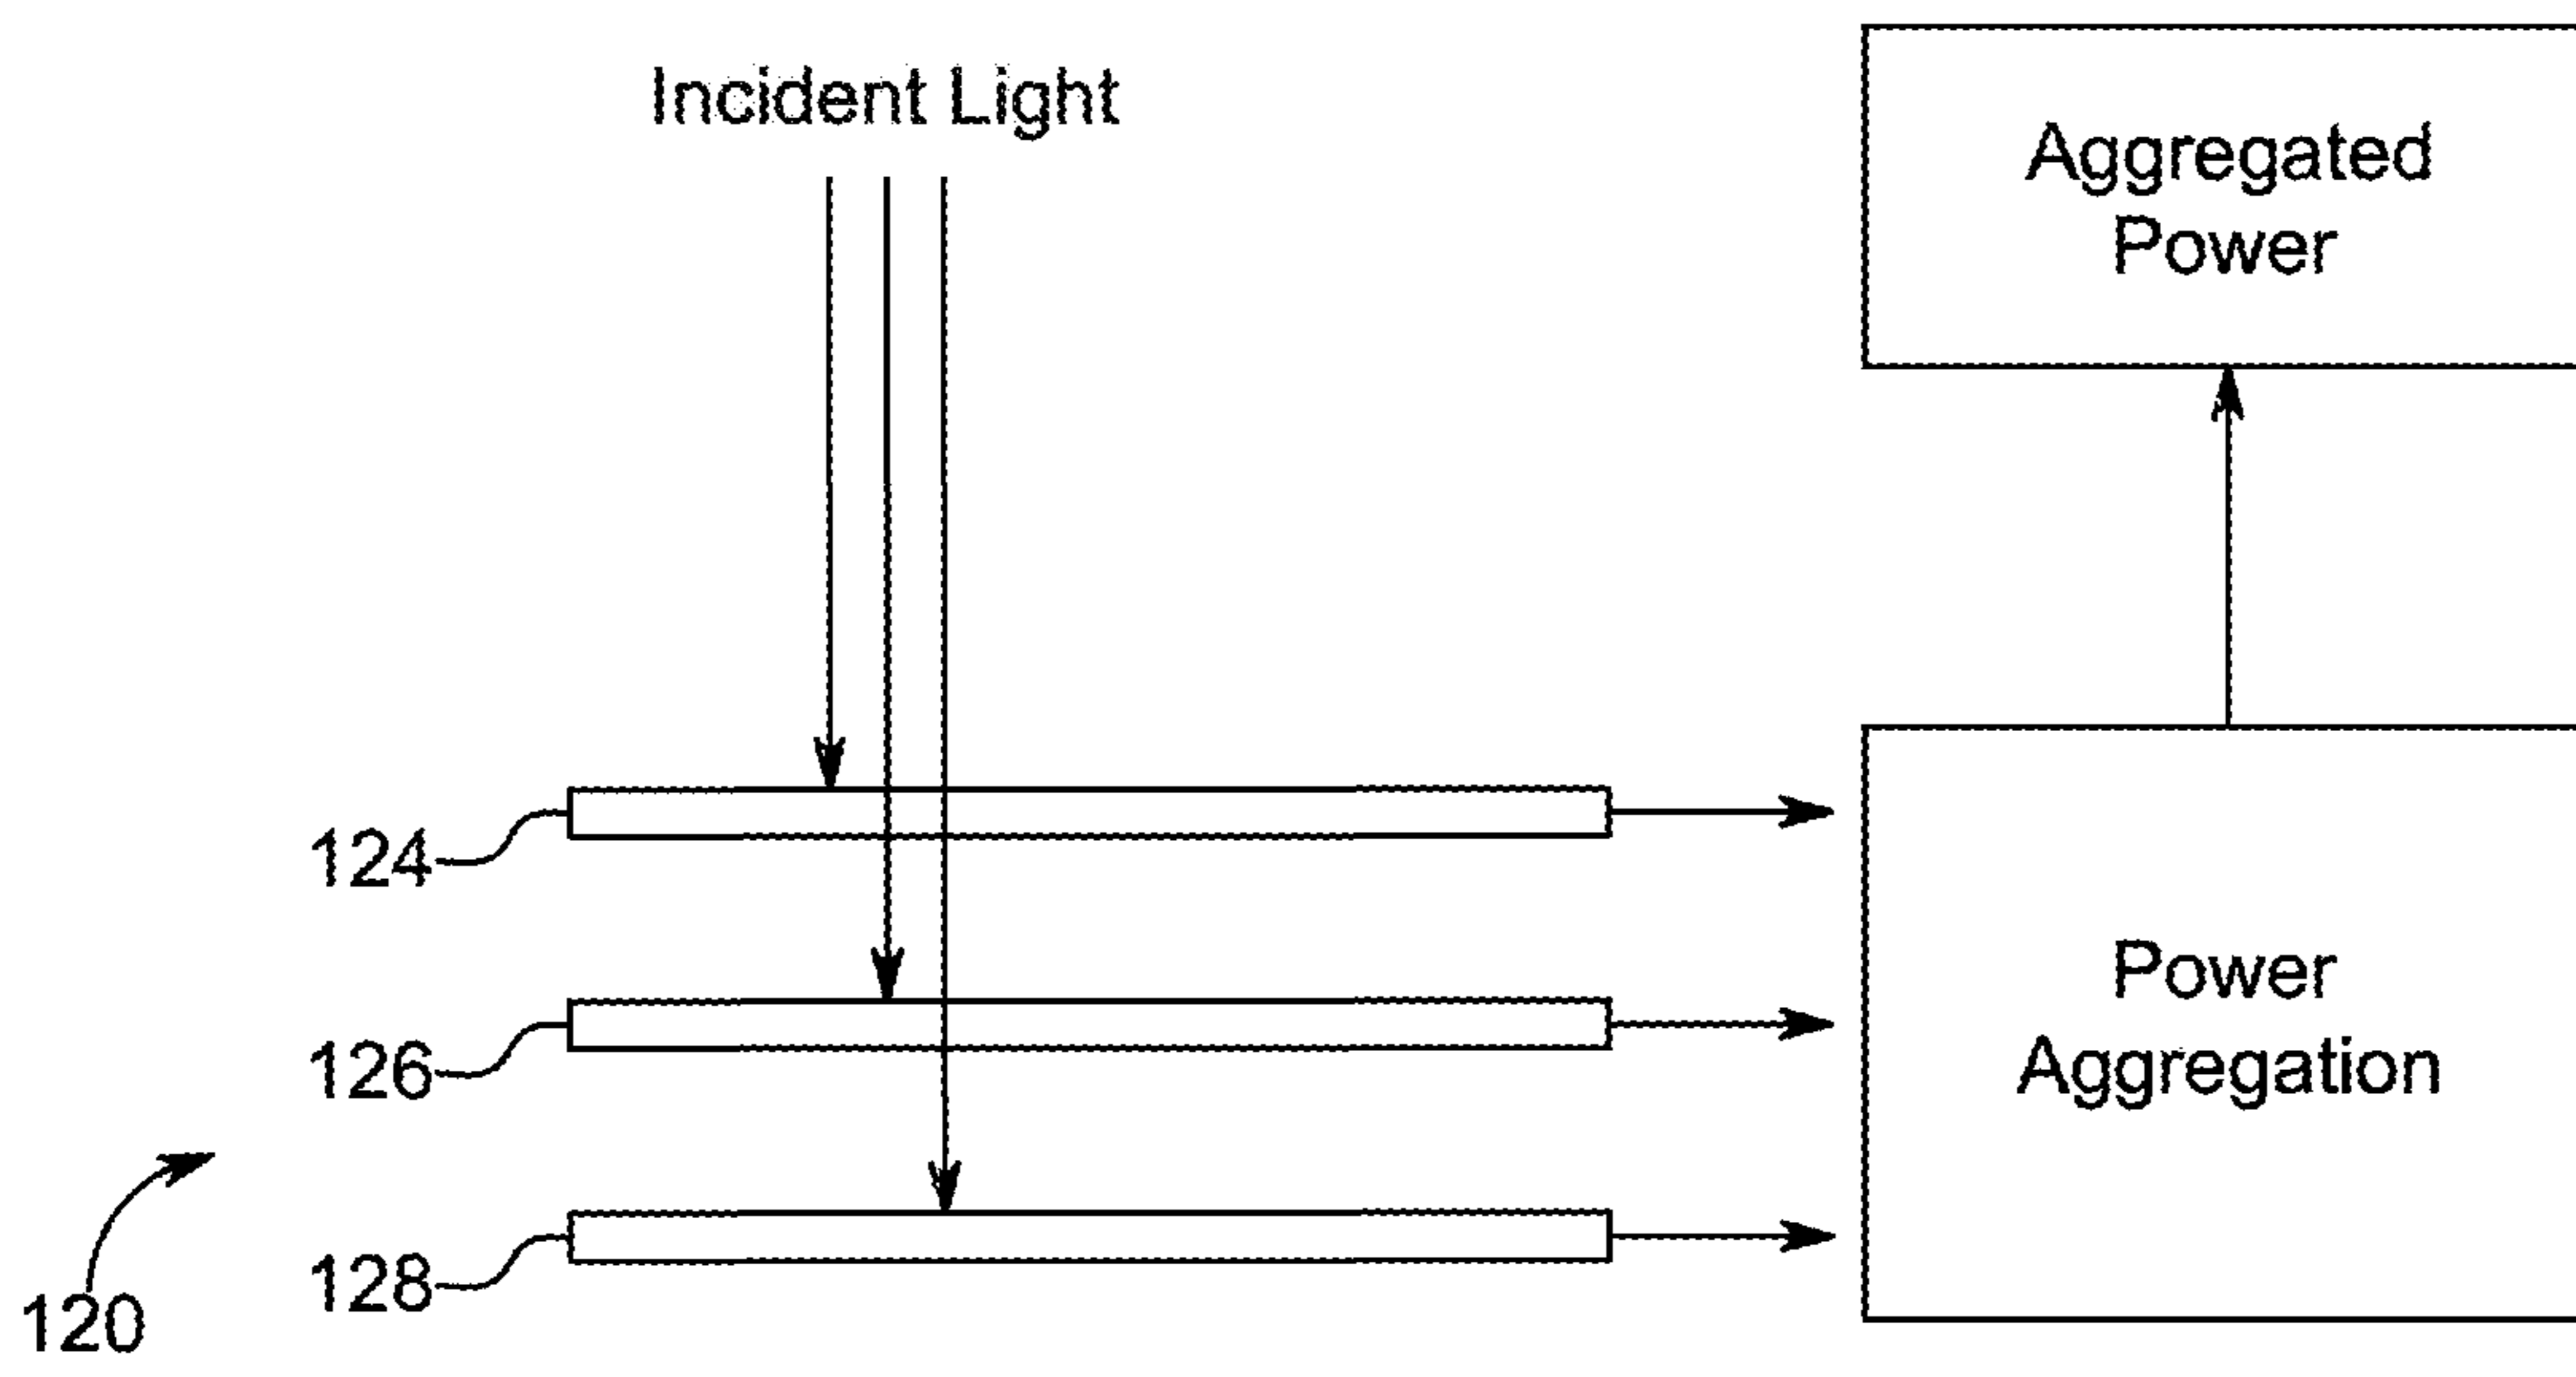 Incident Light
Aggregated
Power
124
126
Power
Aggregation
128
120